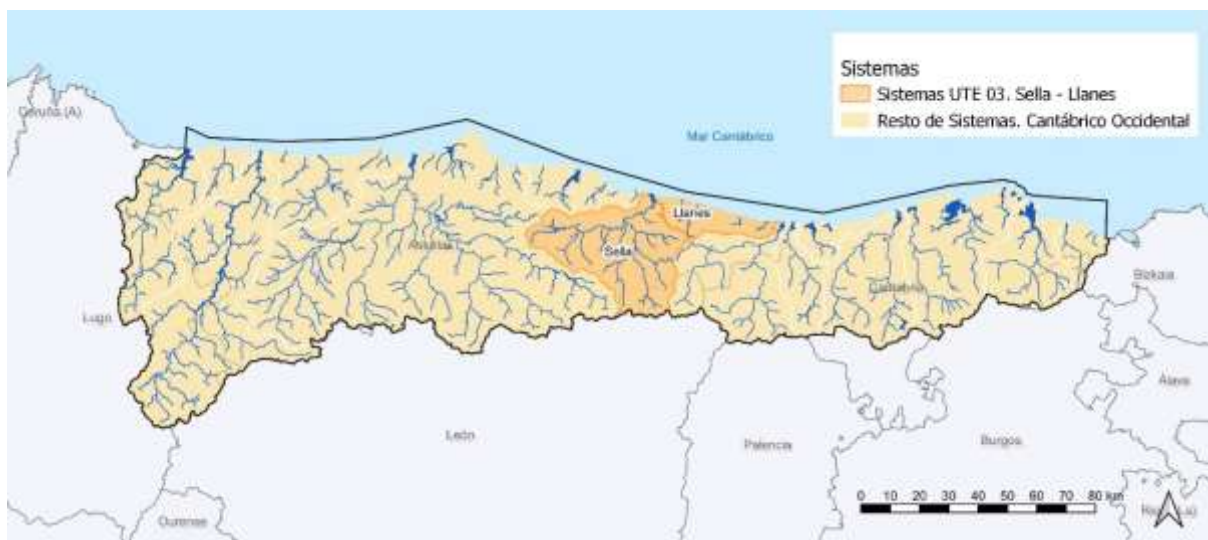 Sistemas
Sistemas UTE 03. Sella - Llanes
Resto de Sistemas. Cantábrico Occidental
Coruña (A)
Mar Cantábrico
Llanes
Asturias
Sella
Cantabria
Bizkaia
Lugo
Álava
León
Palencia
Burgos
0 10 20 30 40 50 60 70 80 km
Ourense